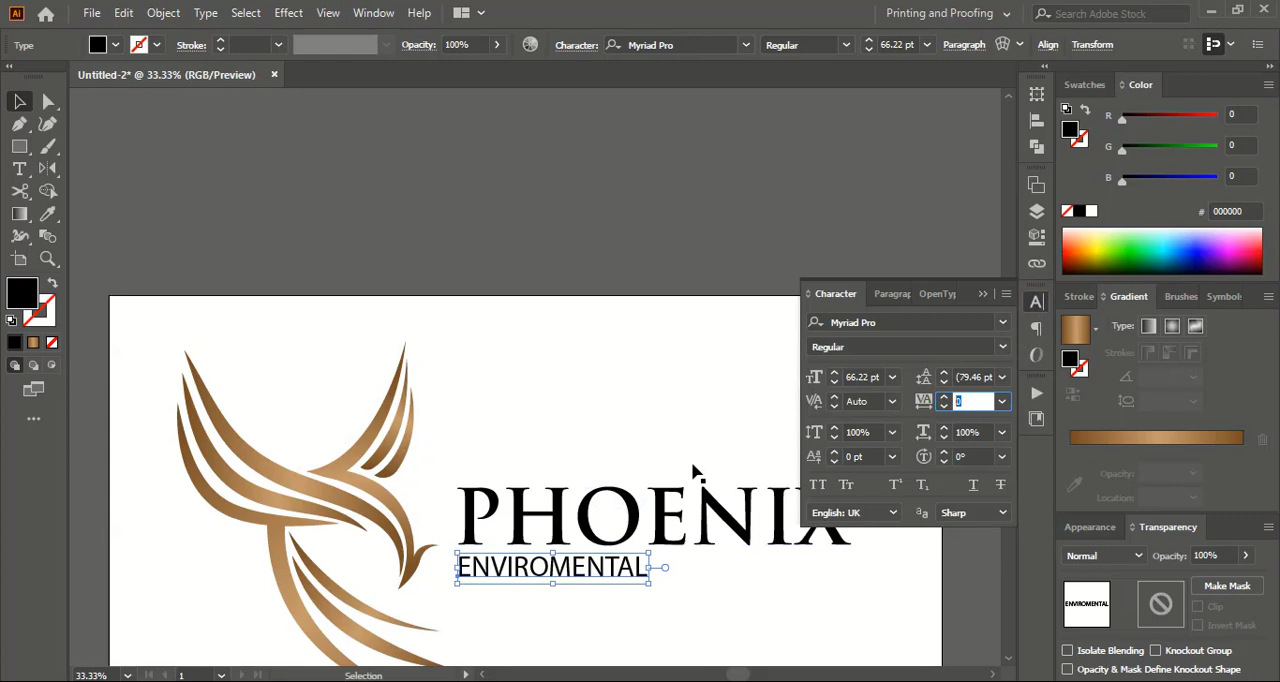 Ai File Edit Object Type Select Effect View Window Help Printing and Proofing Search Adobe Stock
Type Stroke: Opacity: 100% Character: Myriad Pro Regular 66.22 pt Paragraph Align Transform
Untitled-2* @ 33.33% (RGB/Preview)
Swatches Color
R 0
G 0
B 0
# 000000
Character Paragrap OpenTyp
Myriad Pro
Regular
66.22 pt (79.46 pt
Auto 0
100% 100%
0 pt 0°
English: UK Sharp
Stroke Gradient Brushes Symbols
Type:
Stroke:
Opacity:
Location:
Appearance Transparency
Normal Opacity: 100%
ENVIROMENTAL
Make Mask
Clip
Invert Mask
Isolate Blending Knockout Group
Opacity & Mask Define Knockout Shape
PHOENIX
ENVIROMENTAL
33.33% 1 Selection